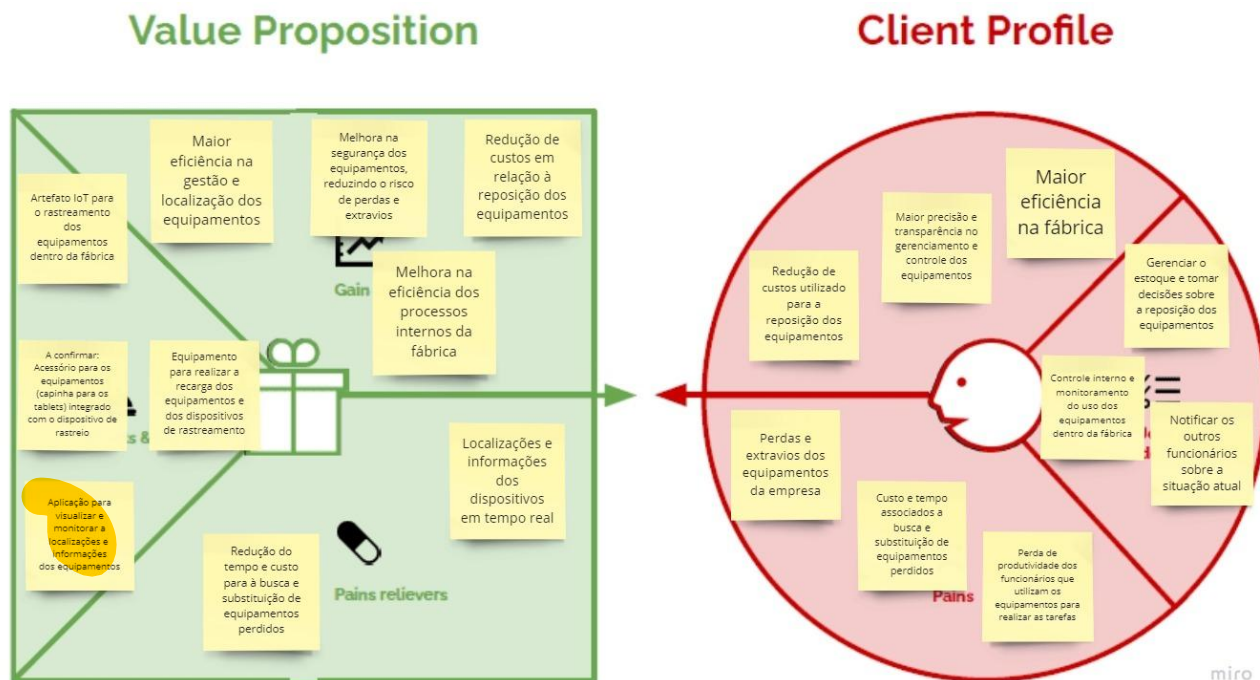 Value Proposition
Client Profile
Artefato IoT para
o rastreamento
dos
equipamentos
dentro da fábrica
Maior
eficiência na
gestão e
localização dos
equipamentos
Melhora na
segurança dos
equipamentos,
reduzindo o risco
de perdas e
extravios
Redução de
custos em
relação à
reposição dos
equipamentos
Gain
Melhora na
eficiência dos
processos
internos da
fábrica
A confirmar:
Acessório para os
equipamentos
(capinha para os
tablets) integrado
com o dispositivo de
rastreio
Equipamento
para realizar a
recarga dos
equipamentos e
dos dispositivos
de rastreamento
&
Aplicação para
visualizar e
monitorar a
localizações e
informações
dos equipamentos
Localizações e
informações
dos
dispositivos
em tempo real
Redução do
tempo e custo
para à busca e
substituição de
equipamentos
perdidos
Pains relievers
Redução de
custos utilizado
para a
reposição dos
equipamentos
Maior precisão e
transparência no
gerenciamento e
controle dos
equipamentos
Maior
eficiência
na fábrica
Gerenciar o
estoque e tomar
decisões sobre
a reposição dos
equipamentos
Controle interno e
monitoramento
do uso dos
equipamentos
dentro da fábrica
Notificar os
outros
funcionários
sobre a
situação atual
Perdas e
extravios dos
equipamentos
da empresa
Custo e tempo
associados a
busca e
substituição de
equipamentos
perdidos
Perda de
produtividade dos
funcionários que
utilizam os
equipamentos para
realizar as tarefas
Pains
miro